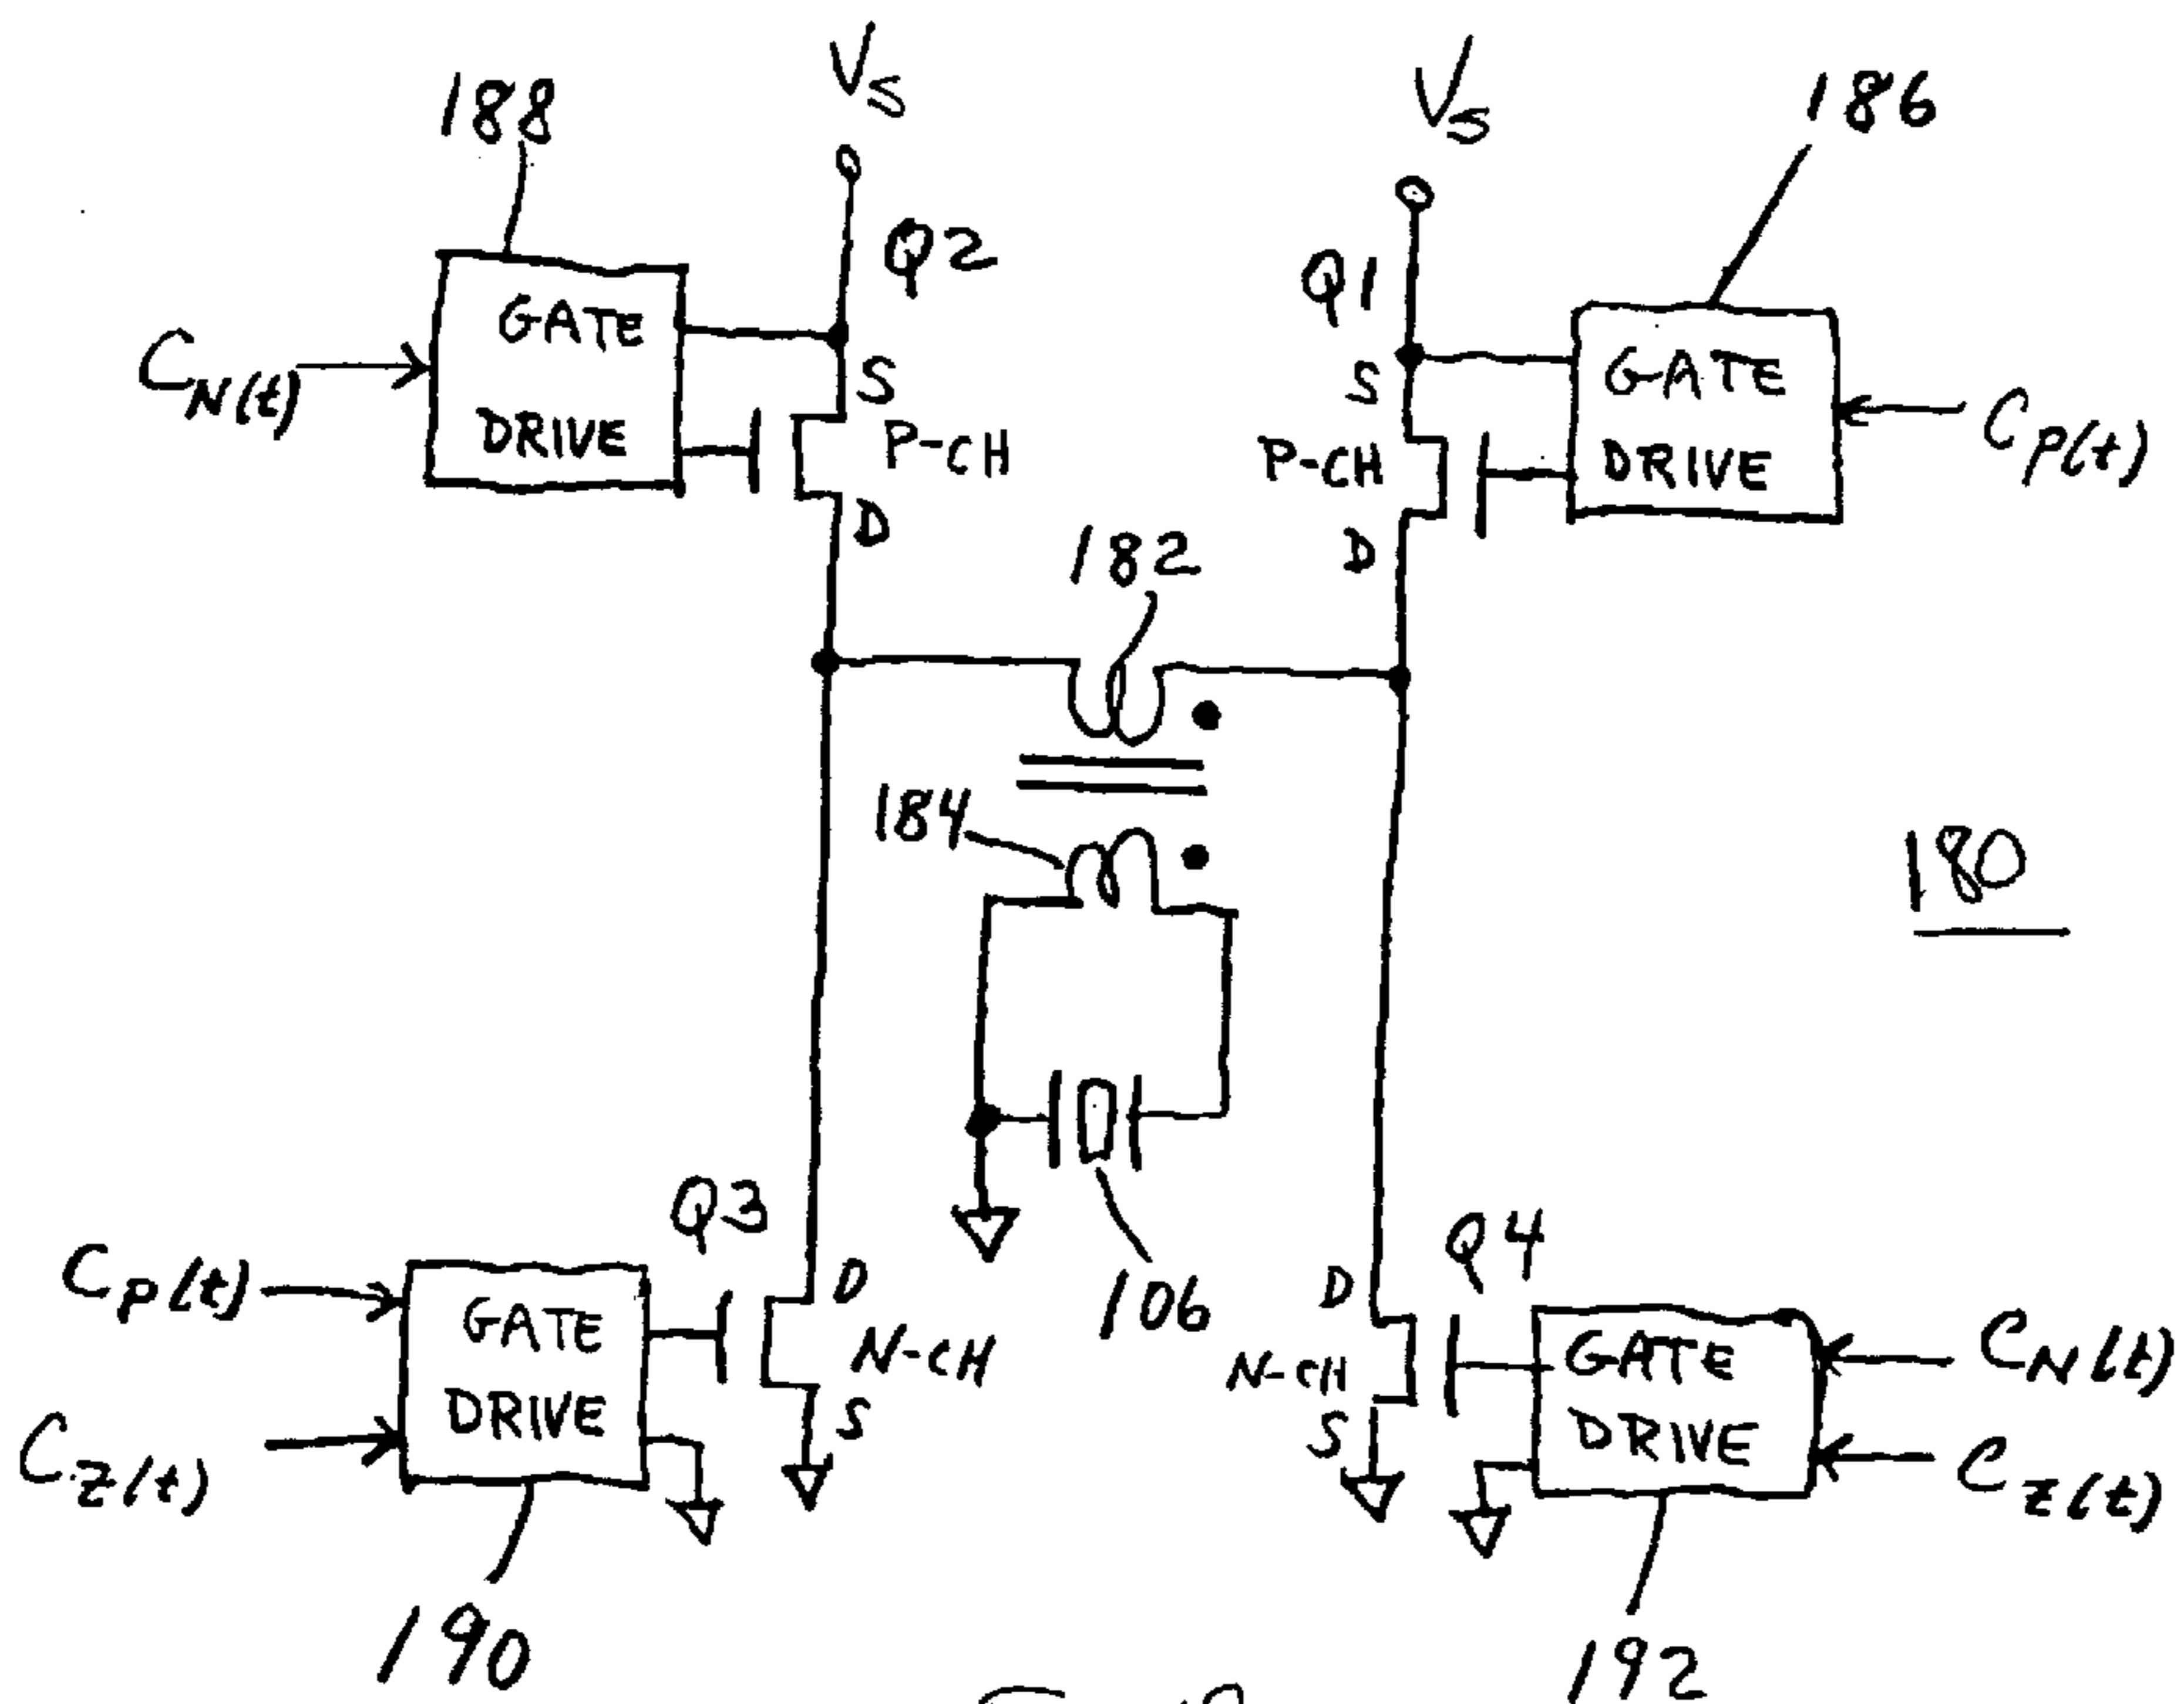 188
Vs
Vs
186
Q2
Q1
GATE
DRIVE
CN(t)
S
P-CH
D
S
P-CH
D
GATE
DRIVE
CP(t)
182
184
180
Q3
106
Q4
CP(t)
CZ(t)
GATE
DRIVE
D
N-CH
S
D
N-CH
S
GATE
DRIVE
CN(t)
CZ(t)
190
192